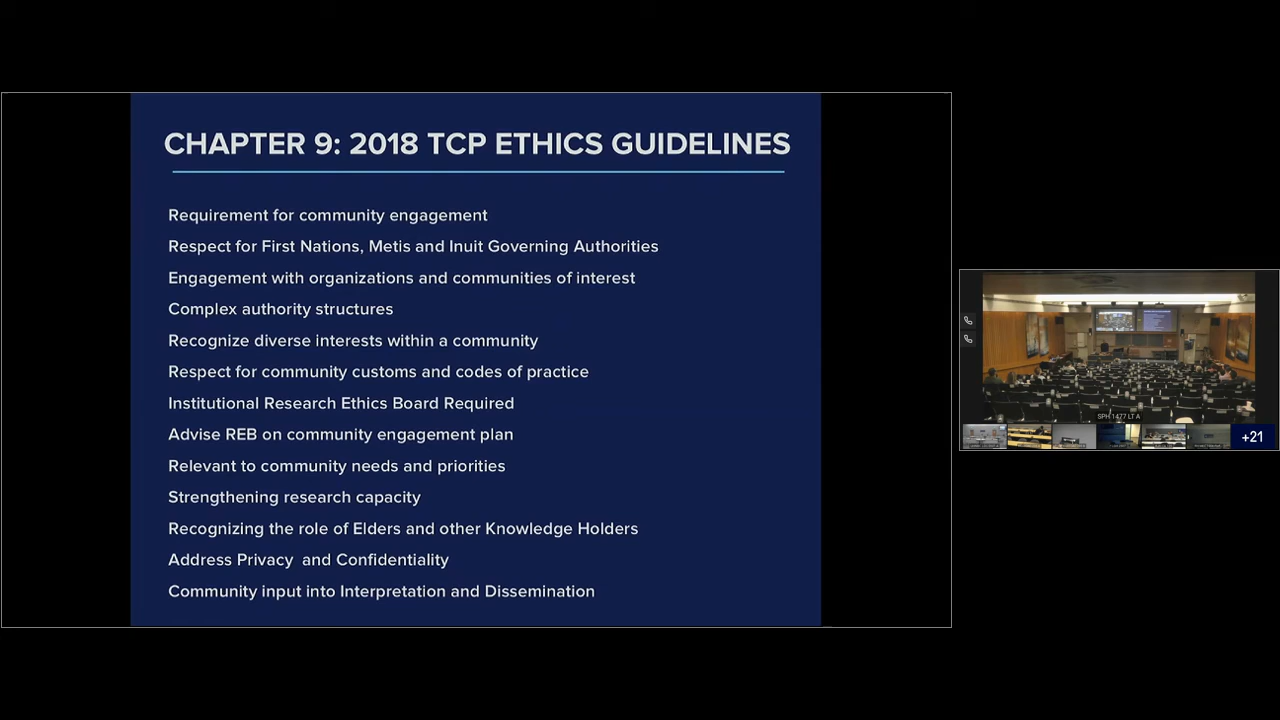 CHAPTER 9: 2018 TCP ETHICS GUIDELINES
Requirement for community engagement
Respect for First Nations, Metis and Inuit Governing Authorities
Engagement with organizations and communities of interest
Complex authority structures
Recognize diverse interests within a community
Respect for community customs and codes of practice
Institutional Research Ethics Board Required
Advise REB on community engagement plan
Relevant to community needs and priorities
Strengthening research capacity
Recognizing the role of Elders and other Knowledge Holders
Address Privacy  and Confidentiality
Community input into Interpretation and Dissemination
SPH 1477 LT A
+21